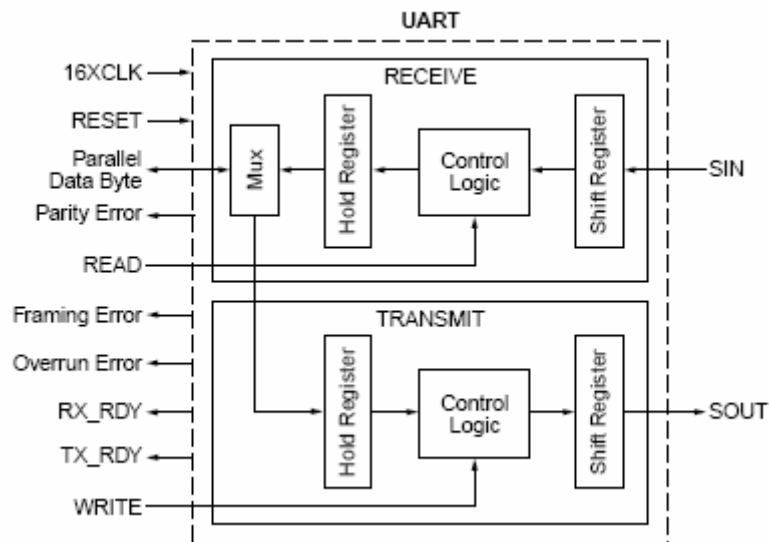 UART
16XCLK
RESET
Parallel
Data Byte
Parity Error
READ
Framing Error
Overrun Error
RX_RDY
TX_RDY
WRITE
RECEIVE
Mux
Hold Register
Control
Logic
Shift Register
SIN
TRANSMIT
Hold Register
Control
Logic
Shift Register
SOUT